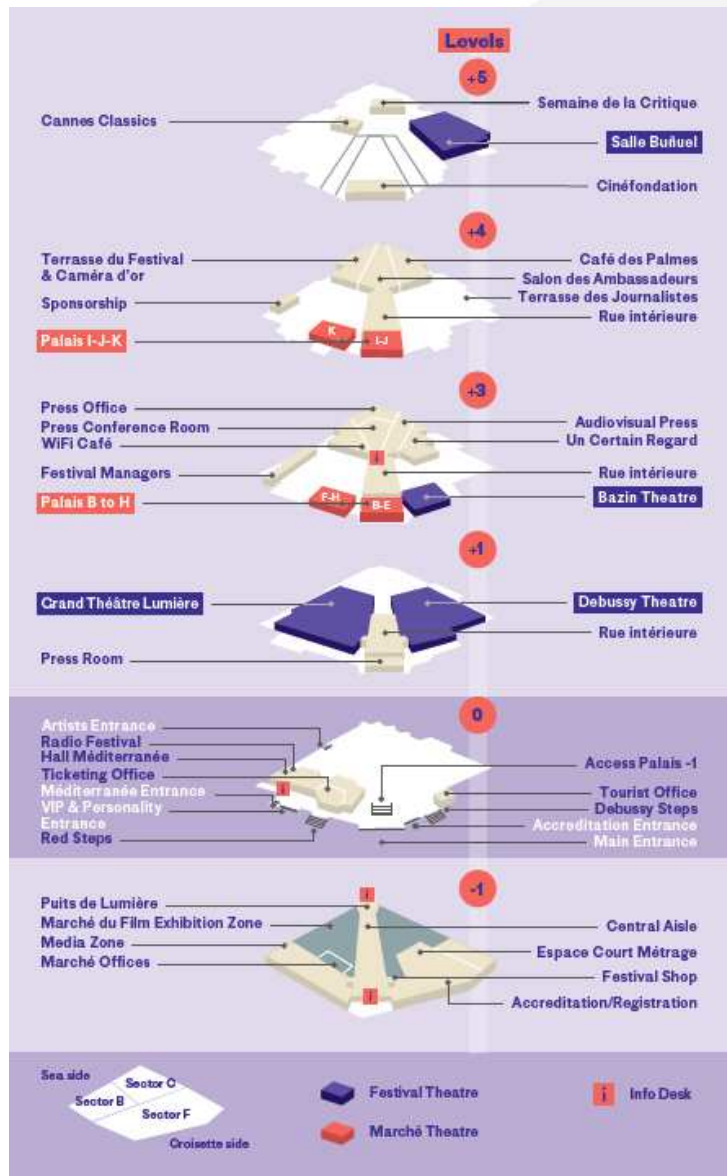 Levels
+5
Cannes Classics
Semaine de la Critique
Salle Buñuel
Cinéfondation
+4
Terrasse du Festival
& Caméra d'or
Sponsorship
Palais I-J-K
Café des Palmes
Salon des Ambassadeurs
Terrasse des Journalistes
Rue intérieure
K
I-J
+3
Press Office
Press Conference Room
WiFi Café
Festival Managers
Palais B to H
Audiovisual Press
Un Certain Regard
Rue intérieure
Bazin Theatre
i
F-H
B-E
+1
Grand Théâtre Lumière
Press Room
Debussy Theatre
Rue intérieure
0
Artists Entrance
Radio Festival
Hall Méditerranée
Ticketing Office
Méditerranée Entrance
VIP & Personality
Entrance
Red Steps
i
Access Palais -1
Tourist Office
Debussy Steps
Accreditation Entrance
Main Entrance
-1
Puits de Lumière
Marché du Film Exhibition Zone
Media Zone
Marché Offices
i
i
Central Aisle
Espace Court Métrage
Festival Shop
Accreditation/Registration
Sea side
Sector C
Sector B
Sector F
Croisette side
Festival Theatre
Marché Theatre
i
Info Desk